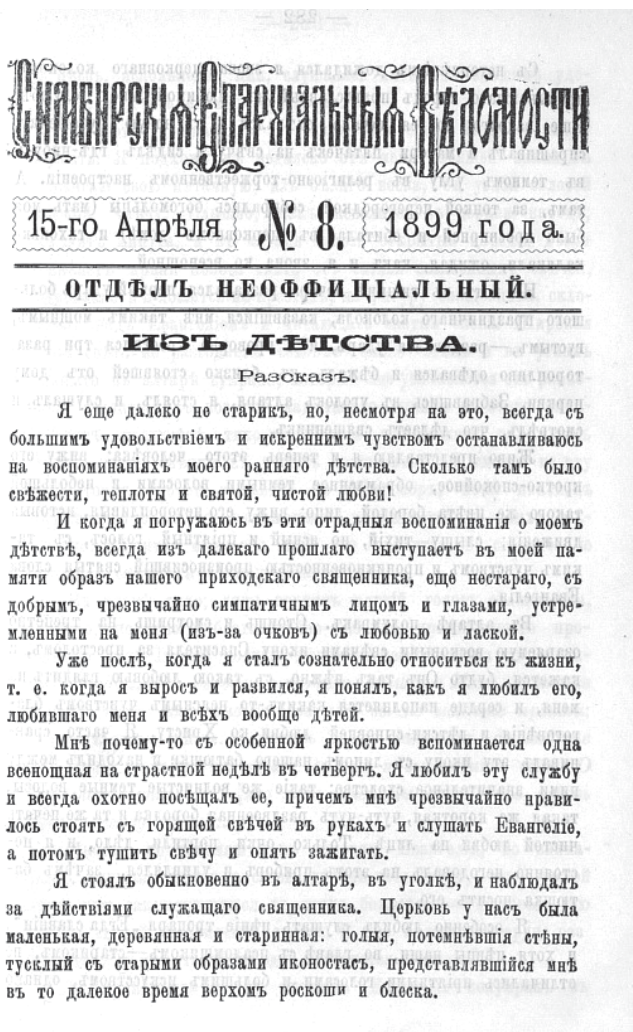 Симбирскія Епархіальныя Вѣдомости
15-го Апрѣля № 8. 1899 года.
ОТДѢЛЪ НЕОФФИЦІАЛЬНЫЙ.
ИЗЪ ДѢТСТВА.
Разсказъ.
Я еще далеко не старикъ, но, несмотря на это, всегда съ
большимъ удовольствіемъ и искреннимъ чувствомъ останавливаюсь
на воспоминаніяхъ моего ранняго дѣтства. Сколько тамъ было
свѣжести, теплоты и святой, чистой любви!
И когда я погружаюсь въ эти отрадныя воспоминанія о моемъ
дѣтствѣ, всегда изъ далекаго прошлаго выступаетъ въ моей па-
мяти образъ нашего приходскаго священника, еще нестараго, съ
добрымъ, чрезвычайно симпатичнымъ лицомъ и глазами, устре-
мленными на меня (изъ-за очковъ) съ любовью и лаской.
Уже послѣ, когда я сталъ сознательно относиться къ жизни,
т. е. когда я выросъ и развился, я понялъ, какъ я любилъ его,
любившаго меня и всѣхъ вообще дѣтей.
Мнѣ почему-то съ особенной яркостью вспоминается одна
всенощная на страстной недѣлѣ въ четвергъ. Я любилъ эту службу
и всегда охотно посѣщалъ ее, причемъ мнѣ чрезвычайно нрави-
лось стоять съ горящей свѣчей въ рукахъ и слушать Евангеліе,
а потомъ тушить свѣчу и опять зажигать.
Я стоялъ обыкновенно въ алтарѣ, въ уголкѣ, и наблюдалъ
за дѣйствіями служащаго священника. Церковь у насъ была
маленькая, деревянная и старинная: голыя, потемнѣвшія стѣны,
тусклый съ старыми образами иконостасъ, представлявшійся мнѣ
въ то далекое время верхомъ роскоши и блеска.